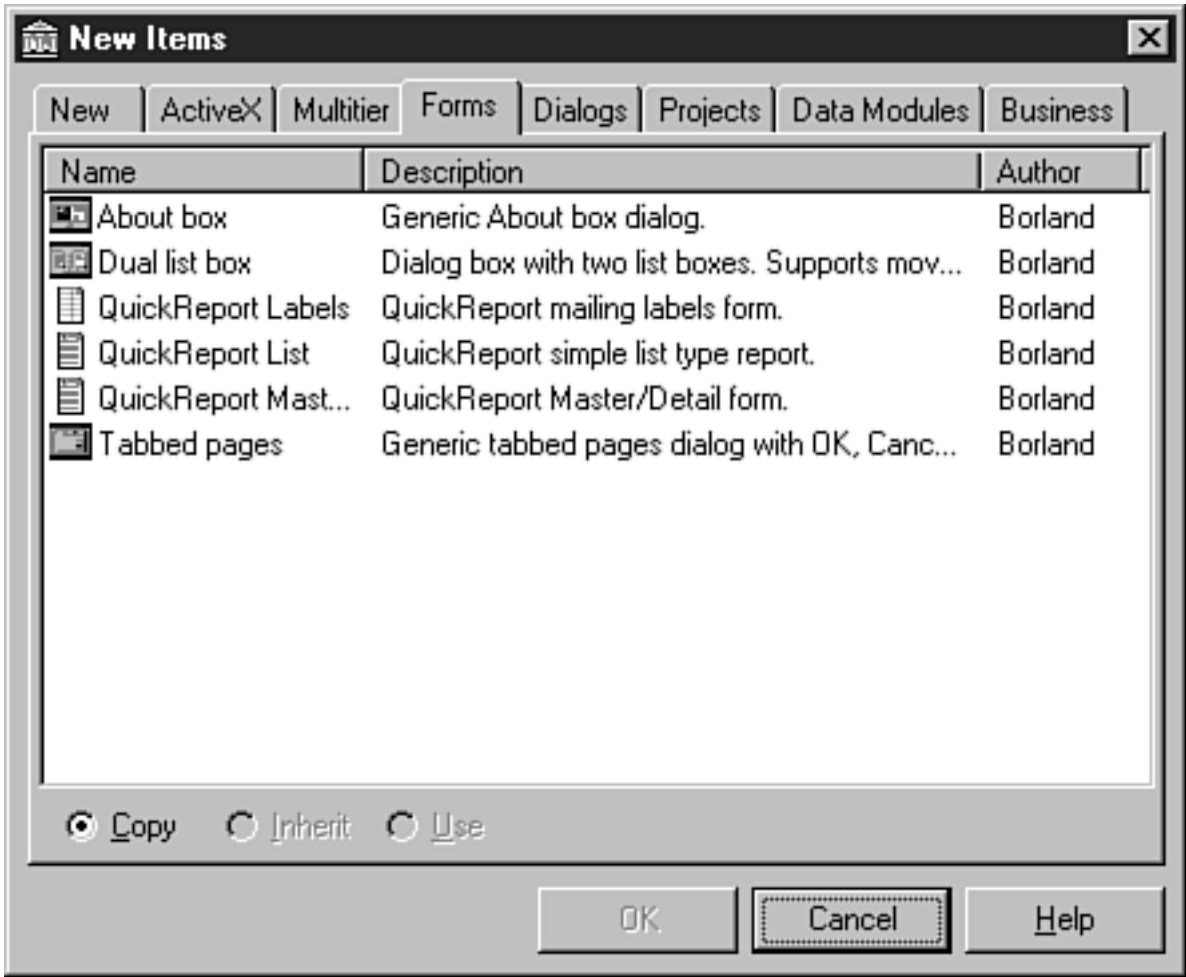 New Items
New ActiveX Multitier Forms Dialogs Projects Data Modules Business
Name Description Author
About box Generic About box dialog. Borland
Dual list box Dialog box with two list boxes. Supports mov... Borland
QuickReport Labels QuickReport mailing labels form. Borland
QuickReport List QuickReport simple list type report. Borland
QuickReport Mast... QuickReport Master/Detail form. Borland
Tabbed pages Generic tabbed pages dialog with OK, Canc... Borland
Copy Inherit Use
OK Cancel Help